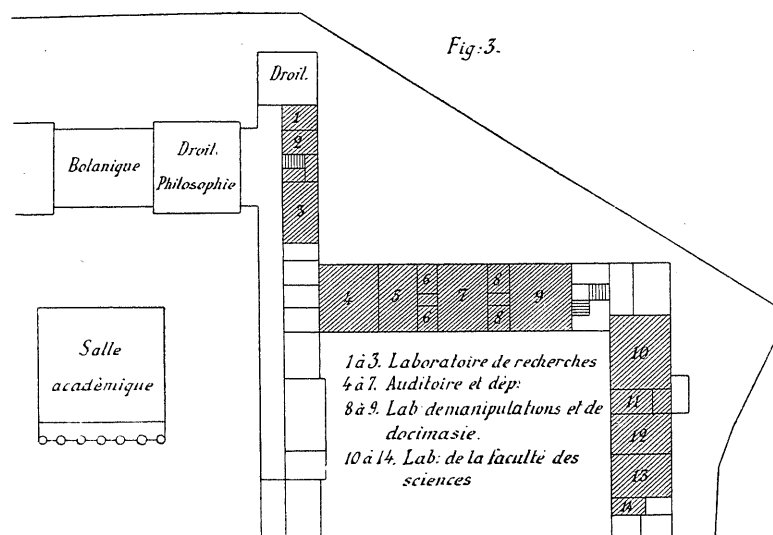 Fig: 3.
Droit.
1
2
Botanique
Droit.
Philosophie
3
4
5
6
6
7
8
8
9
Salle
académique
1 à 3. Laboratoire de recherches
4 à 7. Auditoire et dép:
8 à 9. Lab de manipulations et de
docimasie.
10 à 14. Lab: de la faculté des
sciences
10
11
12
13
14